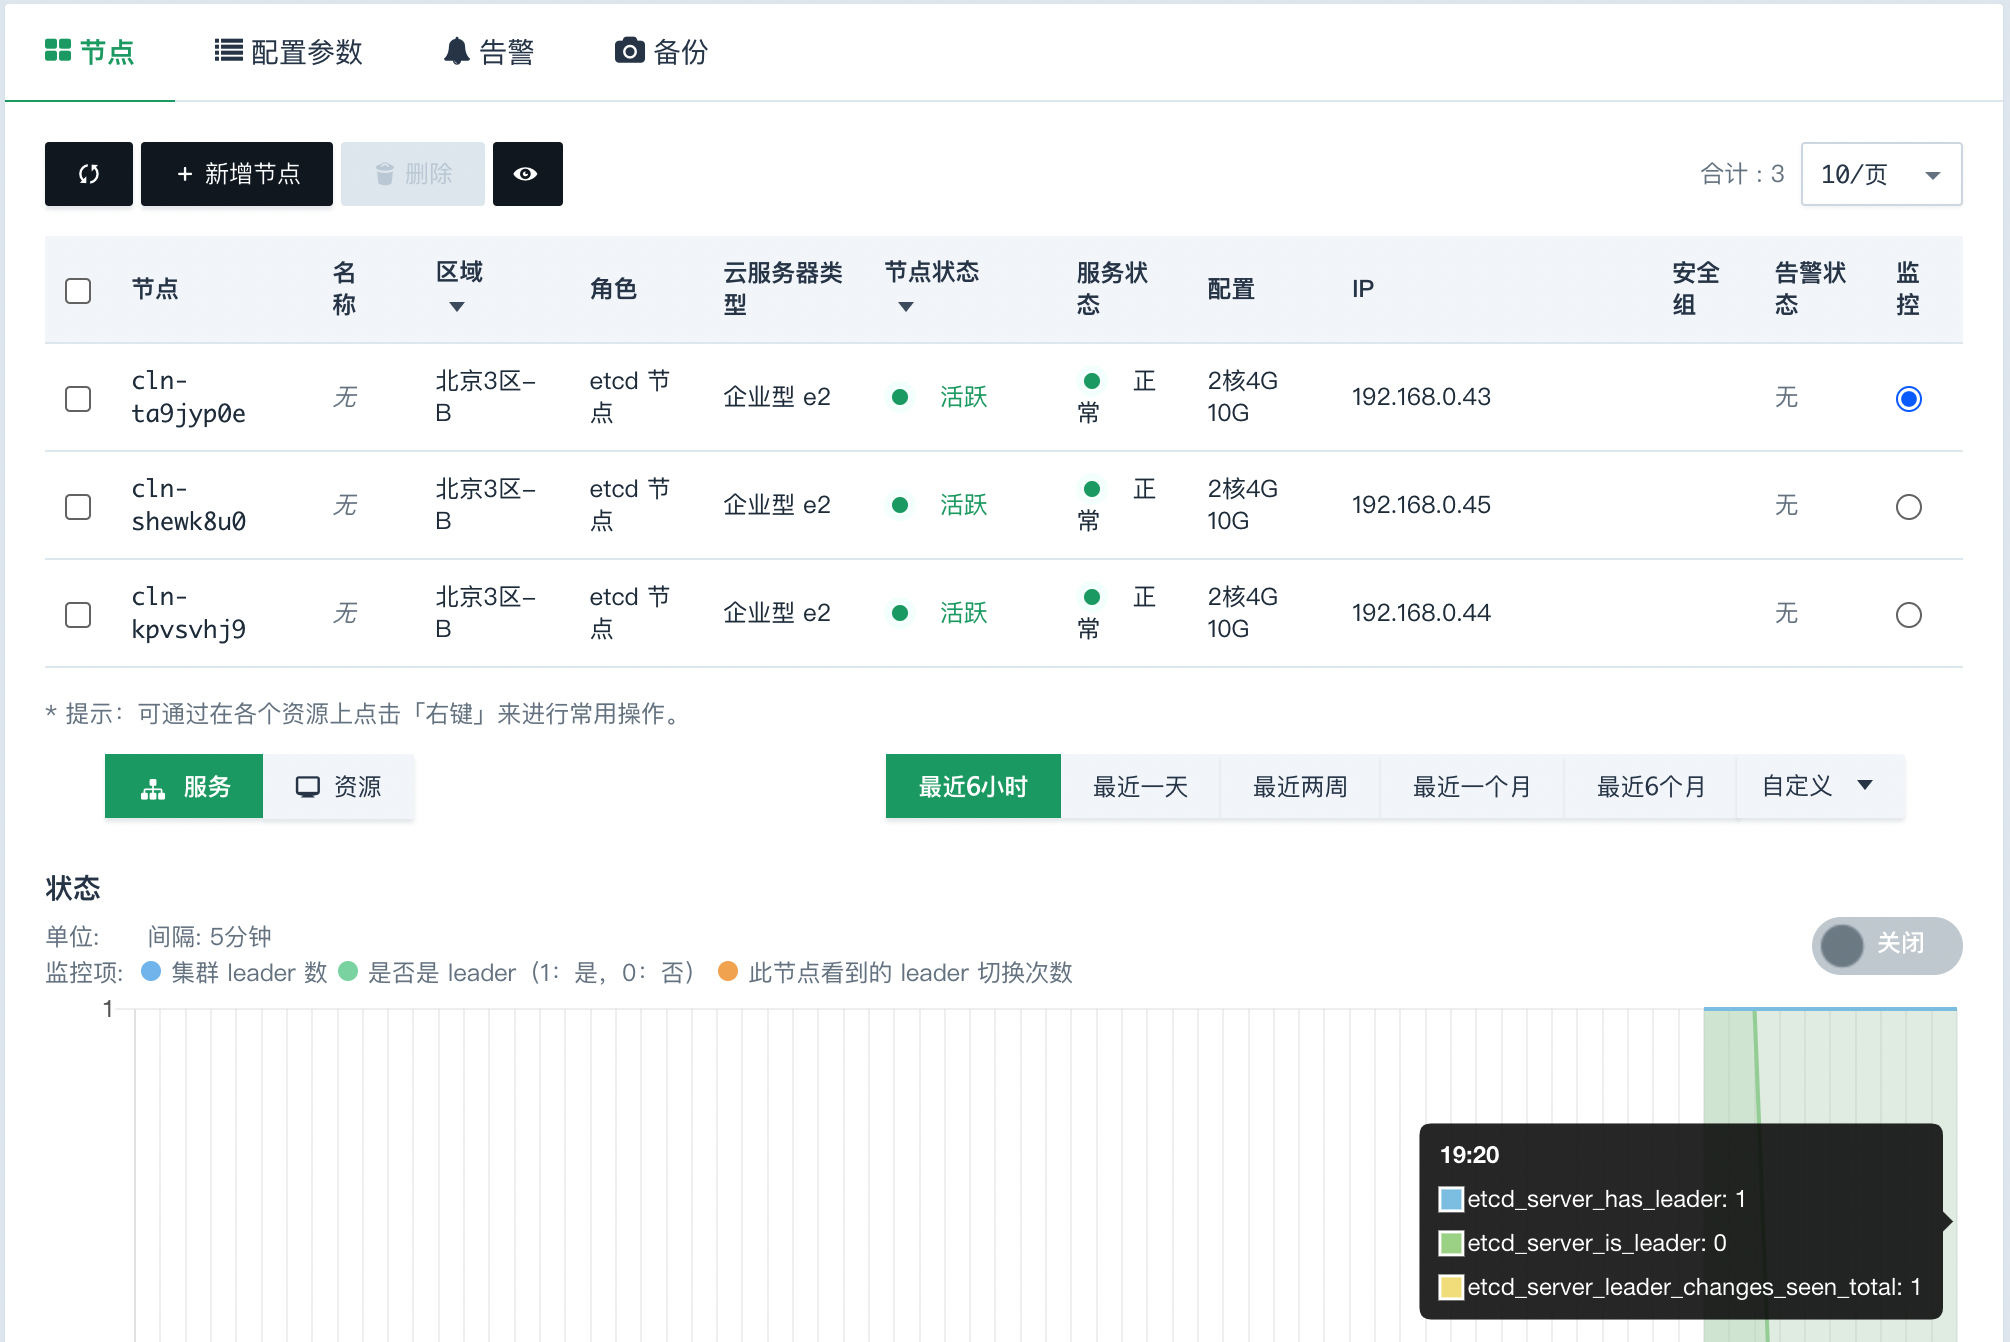 节点 配置参数 告警 备份
+ 新增节点 删除 合计：3 10/页
节点 名称 区域 角色 云服务器类型 节点状态 服务状态 配置 IP 安全组 告警状态 监控
cln-ta9jyp0e 无 北京3区-B etcd 节点 企业型 e2 活跃 正常 2核4G 10G 192.168.0.43 无
cln-shewk8u0 无 北京3区-B etcd 节点 企业型 e2 活跃 正常 2核4G 10G 192.168.0.45 无
cln-kpvsvhj9 无 北京3区-B etcd 节点 企业型 e2 活跃 正常 2核4G 10G 192.168.0.44 无
* 提示：可通过在各个资源上点击「右键」来进行常用操作。
服务 资源 最近6小时 最近一天 最近两周 最近一个月 最近6个月 自定义
状态
单位: 间隔: 5分钟
关闭
监控项: 集群 leader 数 是否是 leader（1：是，0：否） 此节点看到的 leader 切换次数
1
19:20
etcd_server_has_leader: 1
etcd_server_is_leader: 0
etcd_server_leader_changes_seen_total: 1